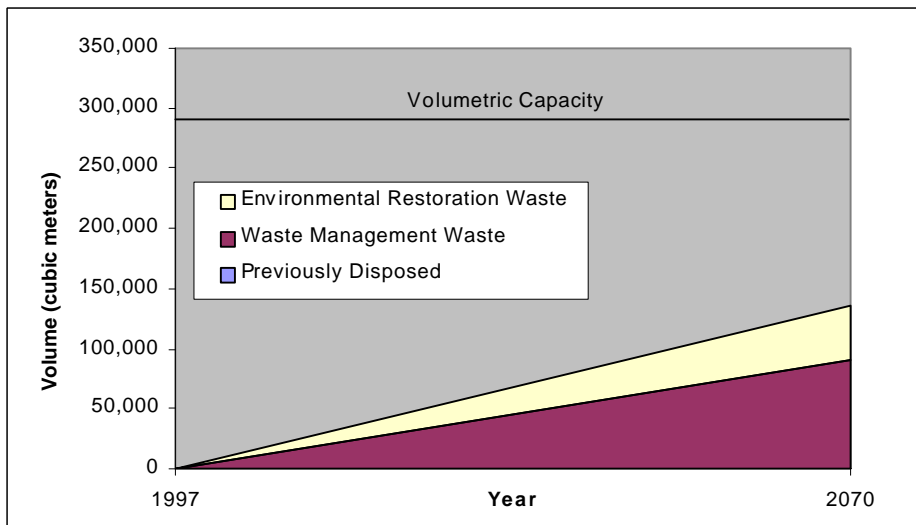 350,000
300,000
250,000
200,000
150,000
100,000
50,000
0
Volume (cubic meters)
Volumetric Capacity
Environmental Restoration Waste
Waste Management Waste
Previously Disposed
1997
Year
2070